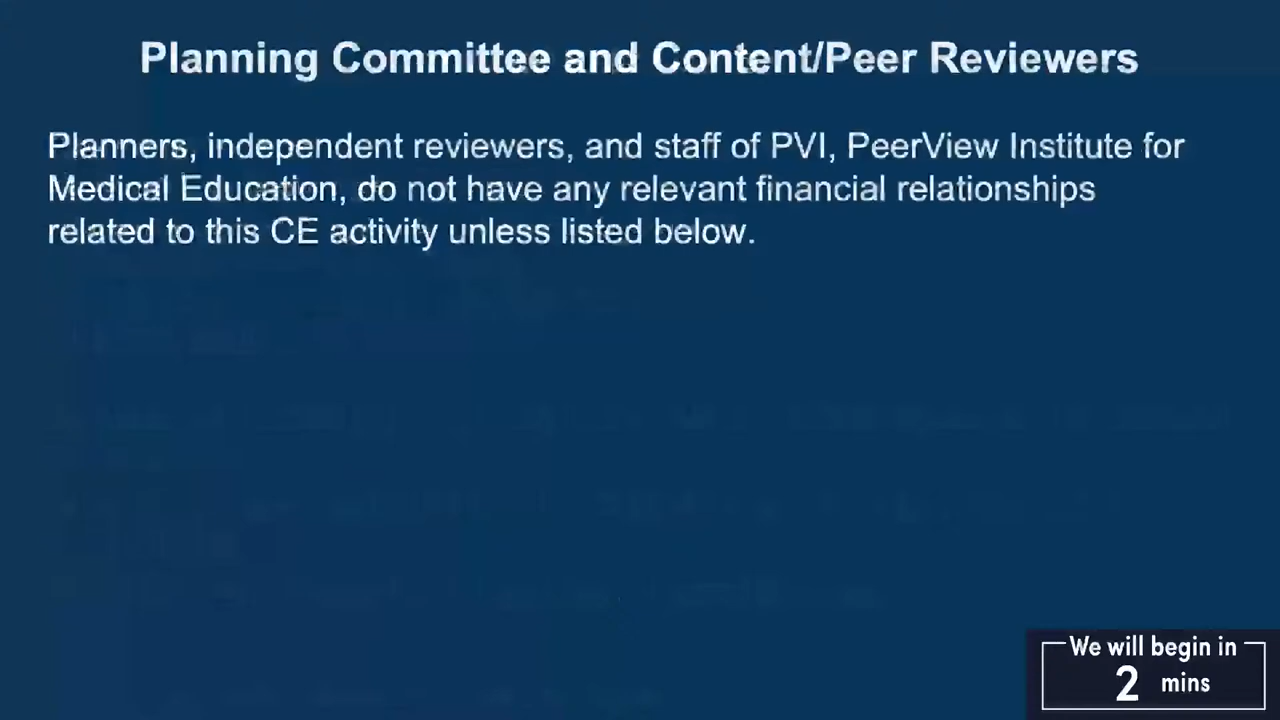 Planning Committee and Content/Peer Reviewers
Planners, independent reviewers, and staff of PVI, PeerView Institute for
Medical Education, do not have any relevant financial relationships
related to this CE activity unless listed below.
We will begin in
2 mins